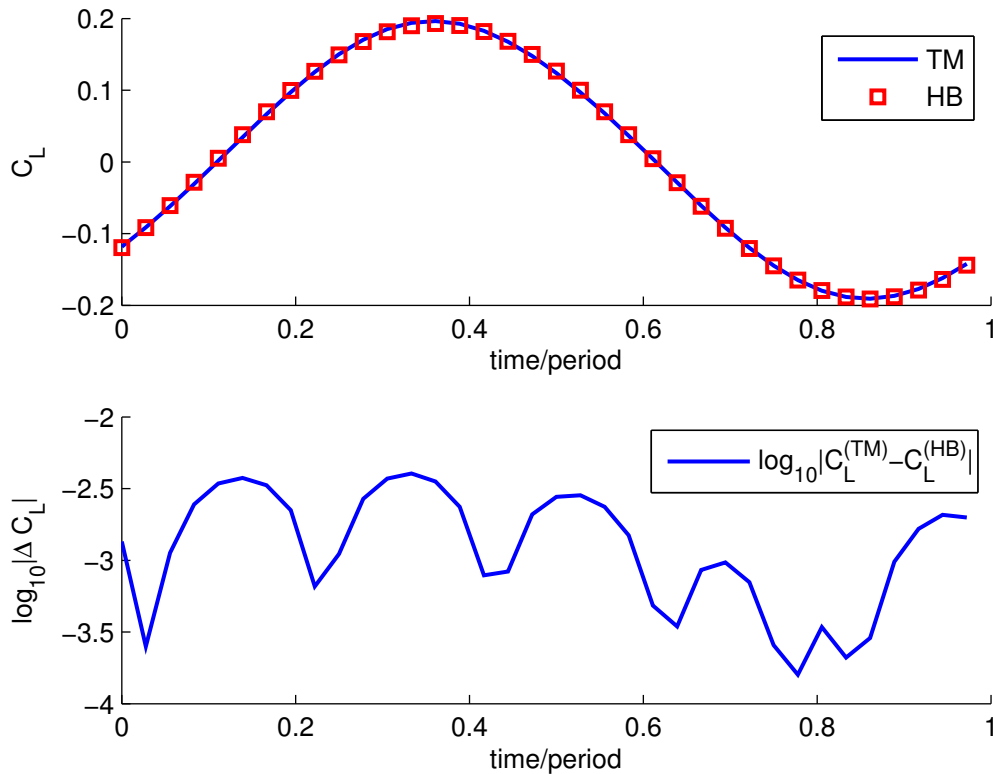 0.2
0.1
0
−0.1
−0.2
C_L
TM
HB
0 0.2 0.4 0.6 0.8 1
time/period
−2
−2.5
−3
−3.5
−4
log₁₀|Δ C_L|
log₁₀|C_L^(TM)−C_L^(HB)|
0 0.2 0.4 0.6 0.8 1
time/period